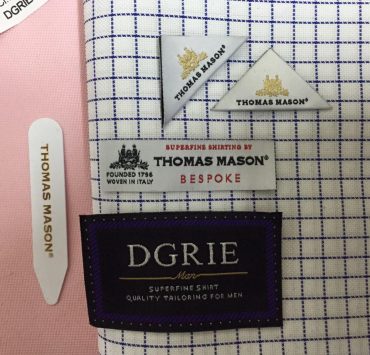 DGRIE
THOMAS MASON®
THOMAS MASON®
THOMAS MASON®
SUPERFINE SHIRTING BY
THOMAS MASON®
FOUNDED 1796
WOVEN IN ITALY
BESPOKE
DGRIE
Man
SUPERFINE SHIRT
QUALITY TAILORING FOR MEN